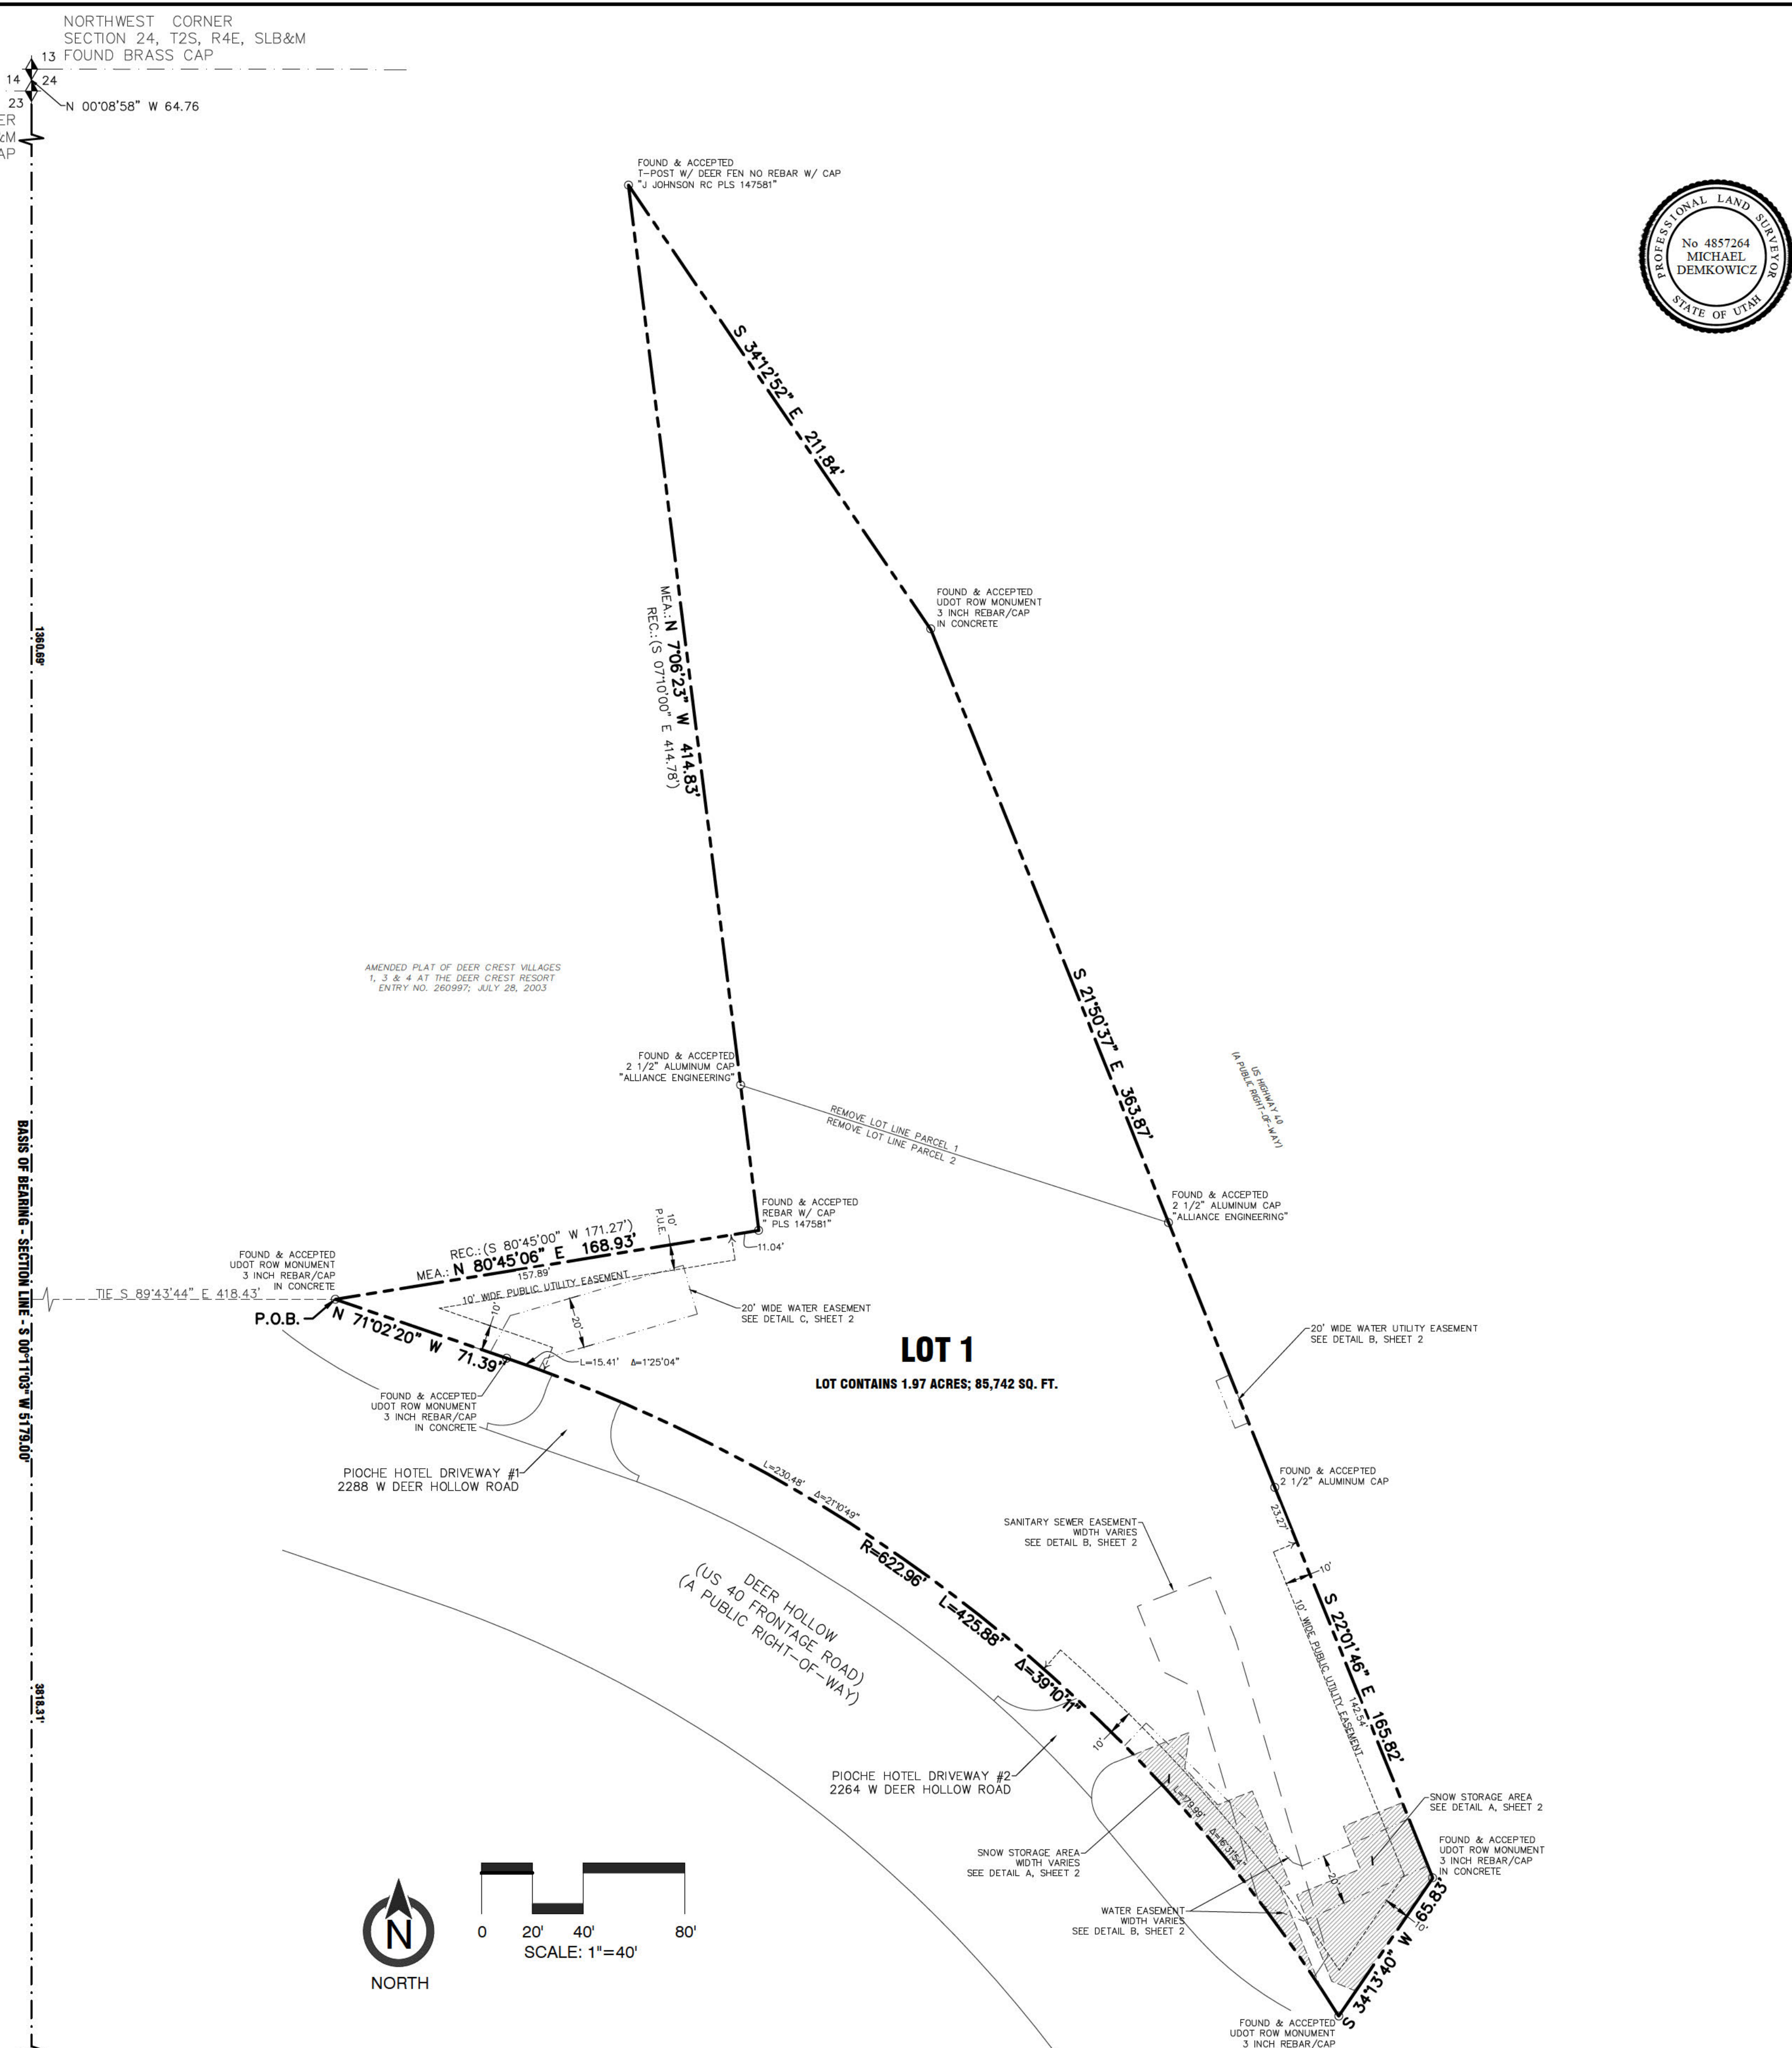 NORTHWEST CORNER
SECTION 24, T2S, R4E, SLB&M
FOUND BRASS CAP
13
14
24
23
N 00°08'58" W 64.76
ER
&M
AP
PROFESSIONAL LAND SURVEYOR
No 4857264
MICHAEL
DEMKOWICZ
STATE OF UTAH
FOUND & ACCEPTED
T-POST W/ DEER FEN NO REBAR W/ CAP
"J JOHNSON RC PLS 147581"
S 34°12'52" E 211.84'
FOUND & ACCEPTED
UDOT ROW MONUMENT
3 INCH REBAR/CAP
IN CONCRETE
1360.69'
MEA.: N 7°06'23" W 414.83'
REC.:(S 07°10'00" E 414.78')
AMENDED PLAT OF DEER CREST VILLAGES
1, 3 & 4 AT THE DEER CREST RESORT
ENTRY NO. 260997; JULY 28, 2003
S 21°50'37" E 363.87'
US HIGHWAY 40
(A PUBLIC RIGHT-OF-WAY)
FOUND & ACCEPTED
2 1/2" ALUMINUM CAP
"ALLIANCE ENGINEERING"
REMOVE LOT LINE PARCEL 1
REMOVE LOT LINE PARCEL 2
BASIS OF BEARING - SECTION LINE - S 00°11'03" W 5179.00'
FOUND & ACCEPTED
REBAR W/ CAP
" PLS 147581"
FOUND & ACCEPTED
2 1/2" ALUMINUM CAP
"ALLIANCE ENGINEERING"
10'
P.U.E.
REC.:(S 80°45'00" W 171.27')
MEA.: N 80°45'06" E 168.93'
11.04'
157.89'
10' WIDE PUBLIC UTILITY EASEMENT
FOUND & ACCEPTED
UDOT ROW MONUMENT
3 INCH REBAR/CAP
IN CONCRETE
TIE S 89°43'44" E 418.43'
P.O.B.
10'
20'
20' WIDE WATER EASEMENT
SEE DETAIL C, SHEET 2
N 71°02'20" W 71.39'
L=15.41' Δ=1°25'04"
LOT 1
LOT CONTAINS 1.97 ACRES; 85,742 SQ. FT.
20' WIDE WATER UTILITY EASEMENT
SEE DETAIL B, SHEET 2
FOUND & ACCEPTED
UDOT ROW MONUMENT
3 INCH REBAR/CAP
IN CONCRETE
PIOCHE HOTEL DRIVEWAY #1
2288 W DEER HOLLOW ROAD
L=230.48' Δ=21°10'49"
FOUND & ACCEPTED
2 1/2" ALUMINUM CAP
23.27'
SANITARY SEWER EASEMENT
WIDTH VARIES
SEE DETAIL B, SHEET 2
R=622.96' L=425.88' Δ=39°10'11"
DEER HOLLOW
(US 40 FRONTAGE ROAD)
(A PUBLIC RIGHT-OF-WAY)
10'
10' WIDE PUBLIC UTILITY EASEMENT
S 22°01'46" E 165.82'
142.54'
3818.31'
10'
PIOCHE HOTEL DRIVEWAY #2
2264 W DEER HOLLOW ROAD
L=179.99' Δ=16°31'54"
SNOW STORAGE AREA
SEE DETAIL A, SHEET 2
FOUND & ACCEPTED
UDOT ROW MONUMENT
3 INCH REBAR/CAP
IN CONCRETE
SNOW STORAGE AREA
WIDTH VARIES
SEE DETAIL A, SHEET 2
20'
WATER EASEMENT
WIDTH VARIES
SEE DETAIL B, SHEET 2
10'
S 34°13'40" W 65.83'
N
NORTH
0 20' 40' 80'
SCALE: 1"=40'
FOUND & ACCEPTED
UDOT ROW MONUMENT
3 INCH REBAR/CAP